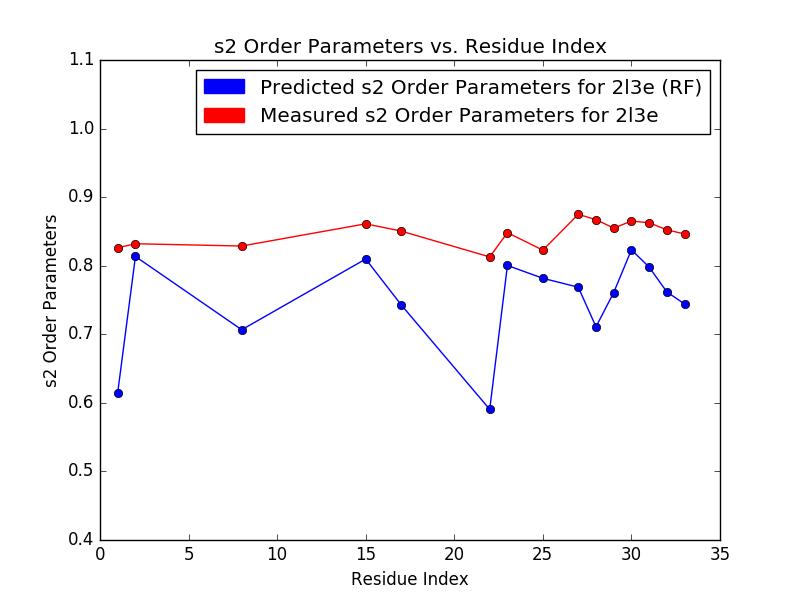 s2 Order Parameters vs. Residue Index
Predicted s2 Order Parameters for 2l3e (RF)
Measured s2 Order Parameters for 2l3e
1.1
1.0
0.9
0.8
0.7
0.6
0.5
0.4
s2 Order Parameters
0 5 10 15 20 25 30 35
Residue Index